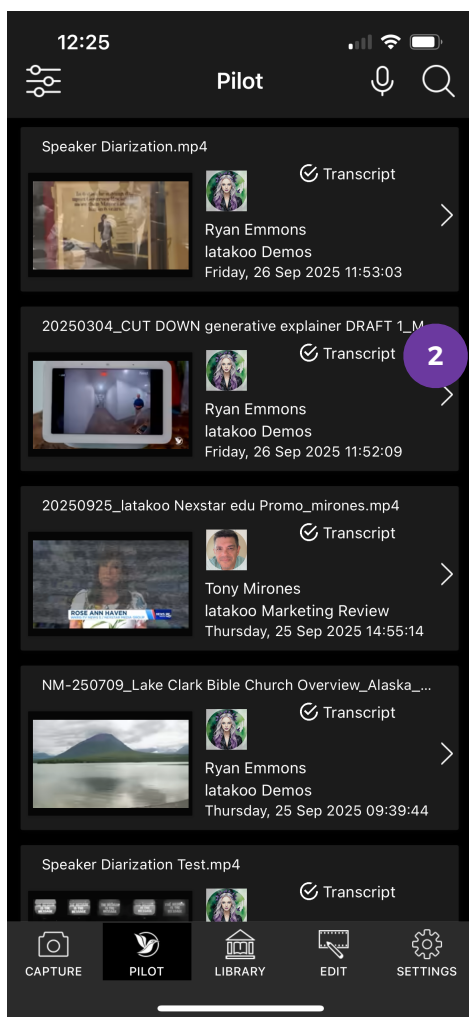 12:25
Pilot
Speaker Diarization.mp4
Transcript
Ryan Emmons
latakoo Demos
Friday, 26 Sep 2025 11:53:03
20250304_CUT DOWN generative explainer DRAFT 1_M
Transcript
2
Ryan Emmons
latakoo Demos
Friday, 26 Sep 2025 11:52:09
20250925_latakoo Nexstar edu Promo_mirones.mp4
Transcript
Tony Mirones
latakoo Marketing Review
Thursday, 25 Sep 2025 14:55:14
ROSE ANN HAVEN
NM-250709_Lake Clark Bible Church Overview_Alaska_...
Transcript
Ryan Emmons
latakoo Demos
Thursday, 25 Sep 2025 09:39:44
Speaker Diarization Test.mp4
Transcript
CAPTURE
PILOT
LIBRARY
EDIT
SETTINGS